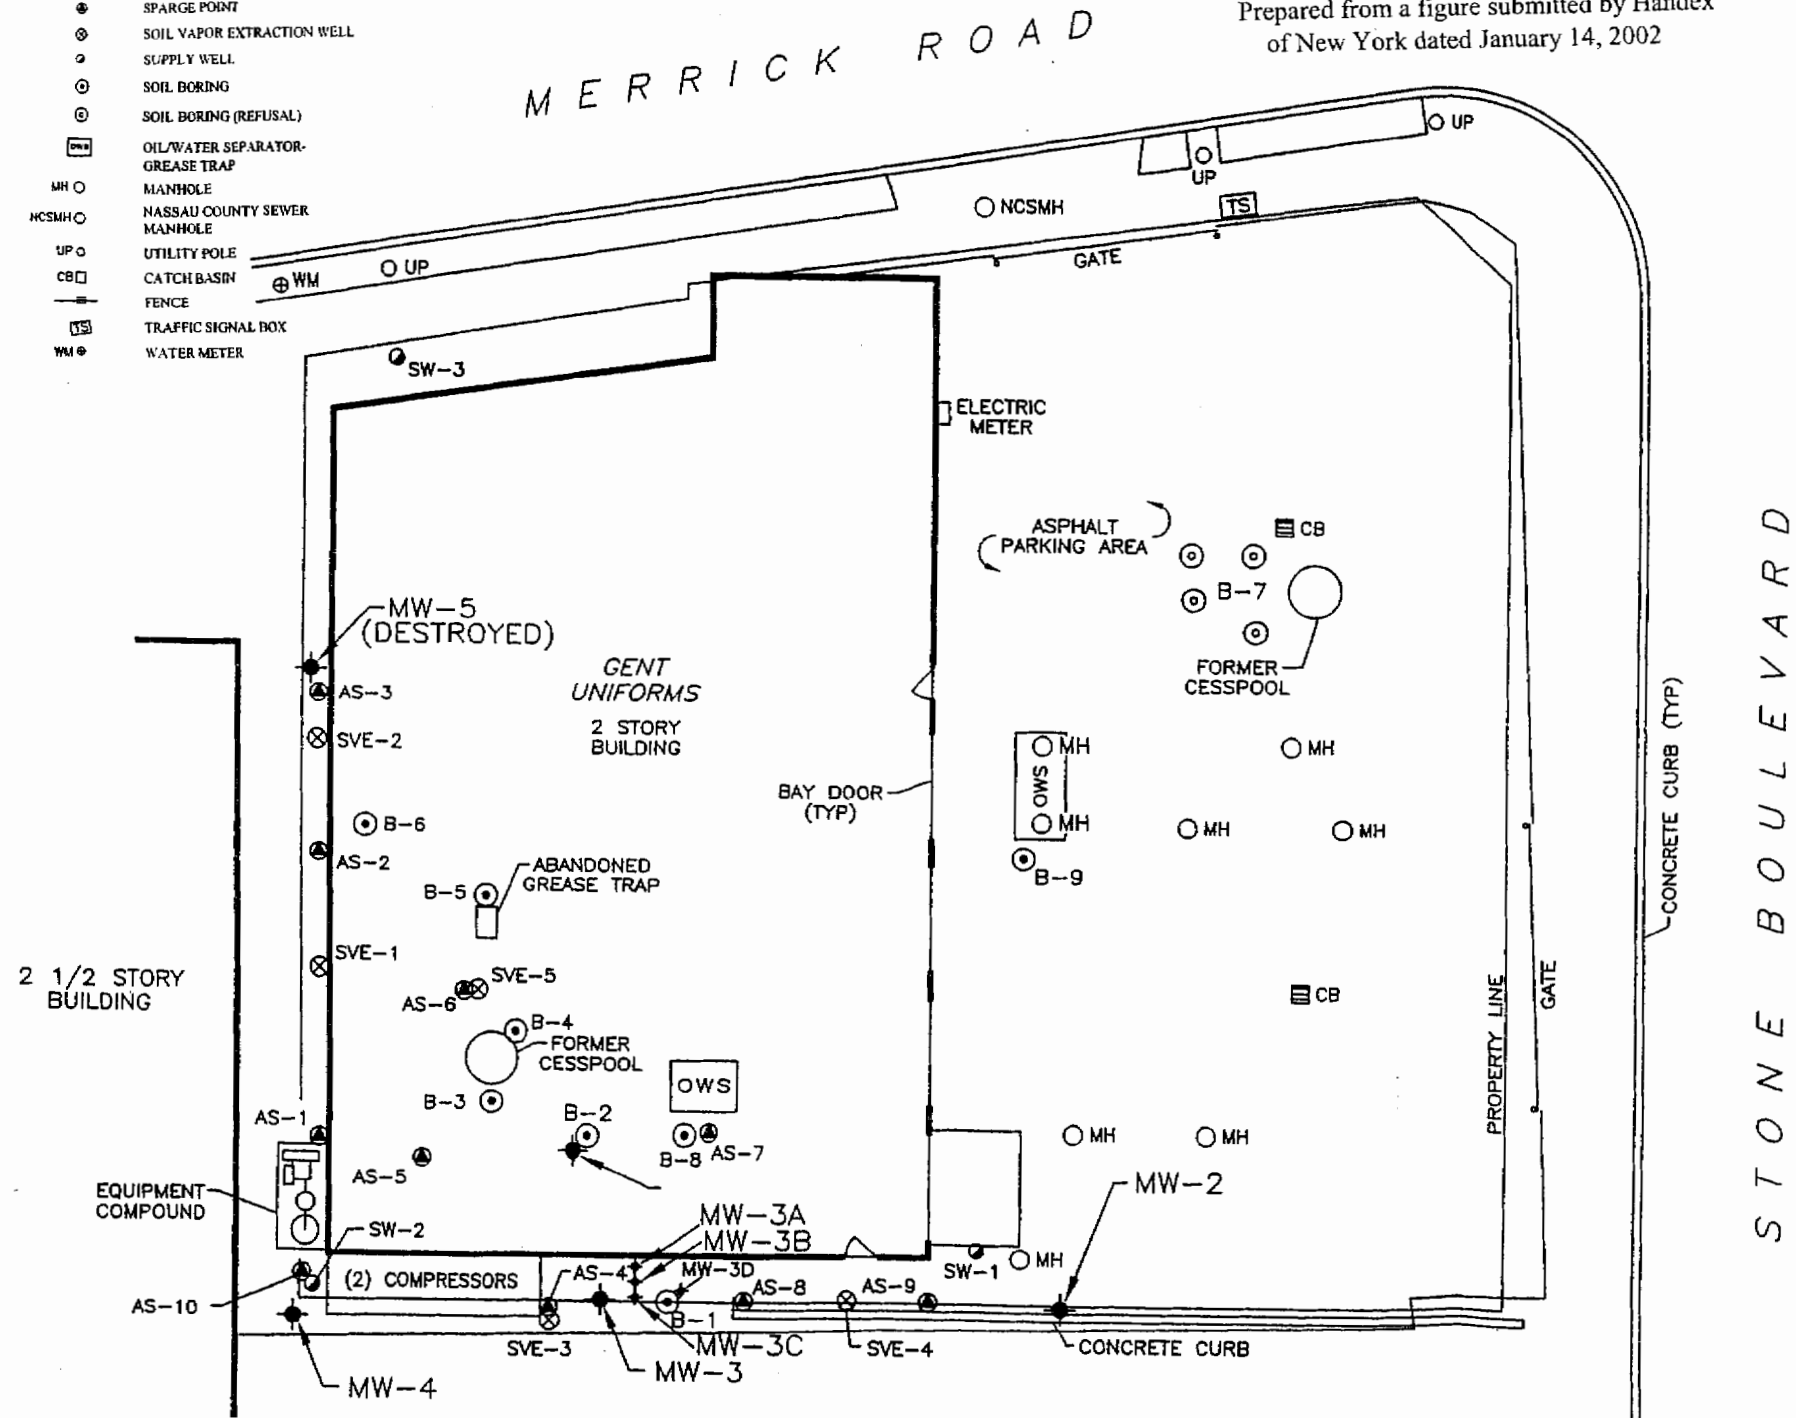 SPARGE POINT
SOIL VAPOR EXTRACTION WELL
SUPPLY WELL
SOIL BORING
SOIL BORING (REFUSAL)
OWS OIL/WATER SEPARATOR-
GREASE TRAP
MH MANHOLE
NCSMH NASSAU COUNTY SEWER
MANHOLE
UP UTILITY POLE
CB CATCH BASIN
FENCE
TS TRAFFIC SIGNAL BOX
WM WATER METER
Prepared from a figure submitted by Handex
of New York dated January 14, 2002
MERRICK ROAD
UP
UP
TS
NCSMH
GATE
UP
WM
SW-3
ELECTRIC
METER
ASPHALT
PARKING AREA
CB
B-7
FORMER
CESSPOOL
MW-5
(DESTROYED)
AS-3
SVE-2
GENT
UNIFORMS
2 STORY
BUILDING
BAY DOOR
(TYP)
MH
OWS
MH
MH
MH
MH
B-9
B-6
AS-2
B-5
ABANDONED
GREASE TRAP
SVE-1
SVE-5
AS-6
B-4
FORMER
CESSPOOL
B-3
OWS
2 1/2 STORY
BUILDING
CB
PROPERTY LINE
GATE
CONCRETE CURB (TYP)
STONE BOULEVARD
AS-1
B-2
B-8
AS-7
AS-5
MH
MH
EQUIPMENT
COMPOUND
SW-2
MW-2
MW-3A
MW-3B
MW-3D
(2) COMPRESSORS
AS-4
AS-8
AS-9
SW-1
MH
AS-10
B-1
SVE-3
MW-3C
SVE-4
CONCRETE CURB
MW-3
MW-4